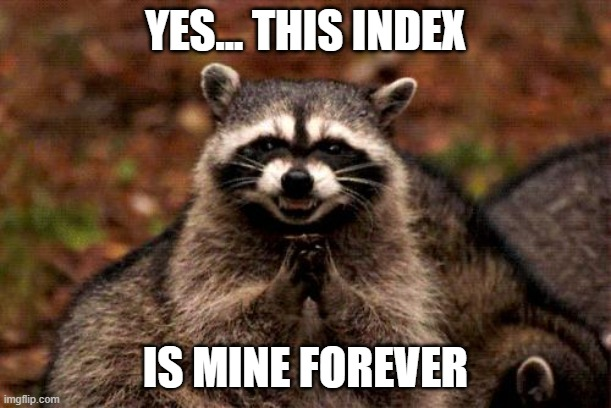 YES... THIS INDEX
IS MINE FOREVER
imgflip.com